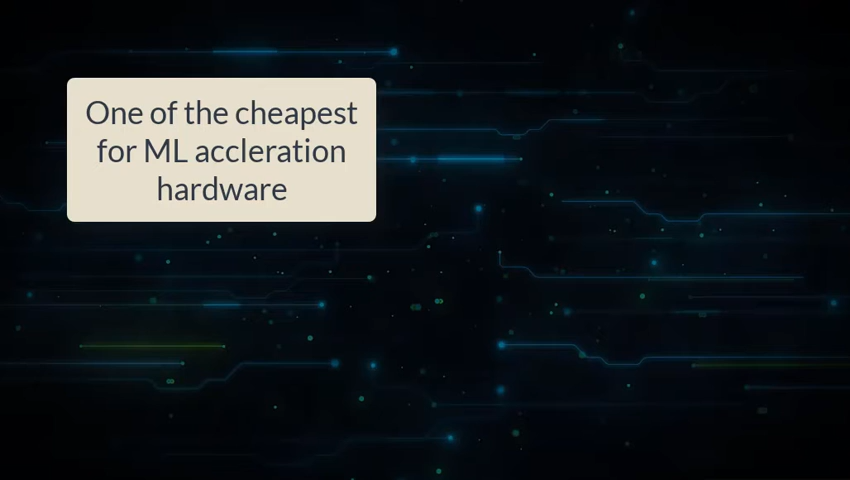 One of the cheapest
for ML accleration
hardware